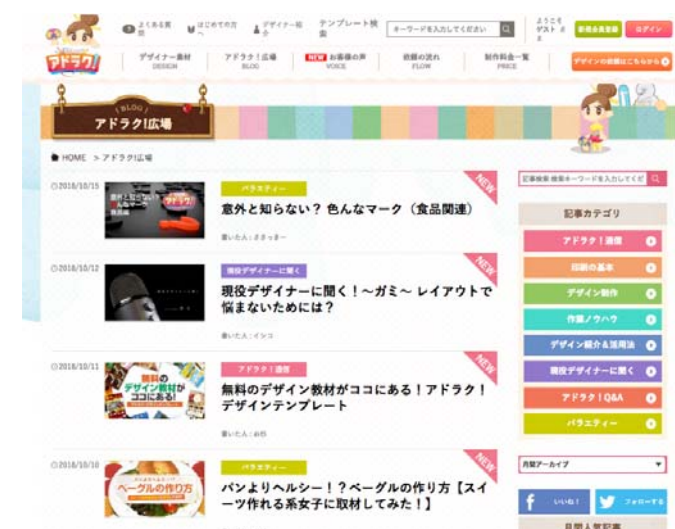 よくある質問
はじめての方へ
デザイナー紹介
テンプレート検索
キーワードを入力してください
ようこそ
ゲスト さま
新規会員登録
ログイン
アドラク!
デザイナー素材
DESIGN
アドラク!広場
BLOG
NEW お客様の声
VOICE
依頼の流れ
FLOW
制作料金一覧
PRICE
デザインの依頼はこちらから
BLOG
アドラク!広場
HOME > アドラク!広場
記事検索 検索キーワードを入力してくだ
2018/10/15
バラエティー
NEW
意外と知らない? 色んなマーク（食品関連）
書いた人:ささっきー
2018/10/12
現役デザイナーに聞く
NEW
現役デザイナーに聞く!～ガミ～ レイアウトで
悩まないためには?
書いた人:イシコ
2018/10/11
無料の
デザイン教材が
ココにある!
アドラク!通信
NEW
無料のデザイン教材がココにある!アドラク!
デザインテンプレート
2018/10/10
ベーグルの作り方
バラエティー
NEW
パンよりヘルシー!?ベーグルの作り方【スイ
ーツ作れる系女子に取材してみた!】
記事カテゴリ
アドラク!通信
印刷の基本
デザイン制作
作業ノウハウ
デザイン紹介&活用法
現役デザイナーに聞く
アドラク!Q&A
バラエティー
月間アーカイブ
いいね!
フォローする
月間人気記事